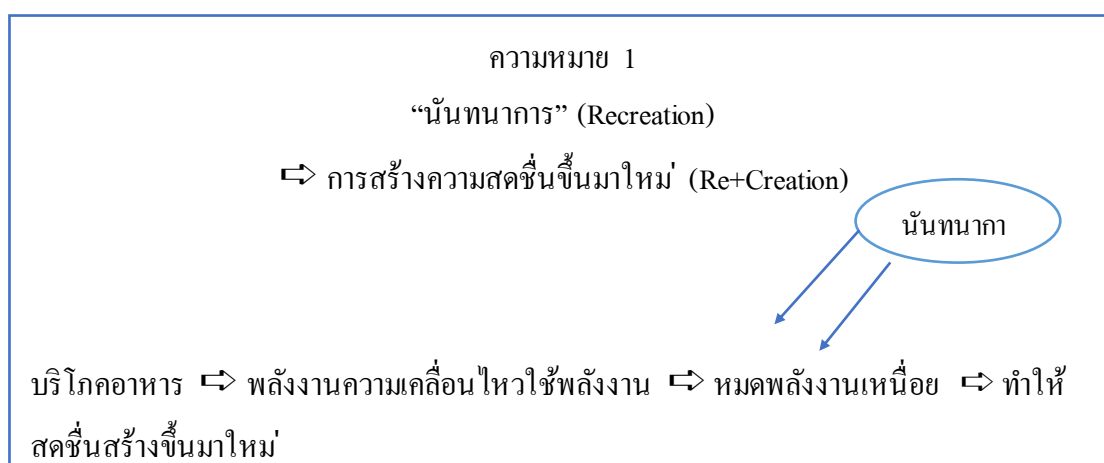 ความหมาย 1
“นันทนาการ” (Recreation)
⇨ การสร้างความสดชื่นขึ้นมาใหม่ (Re+Creation)
นันทนากา
บริโภคอาหาร ⇨ พลังงานความเคลื่อนไหวใช้พลังงาน ⇨ หมดพลังงานเหนื่อย ⇨ ทำให้
สดชื่นสร้างขึ้นมาใหม่